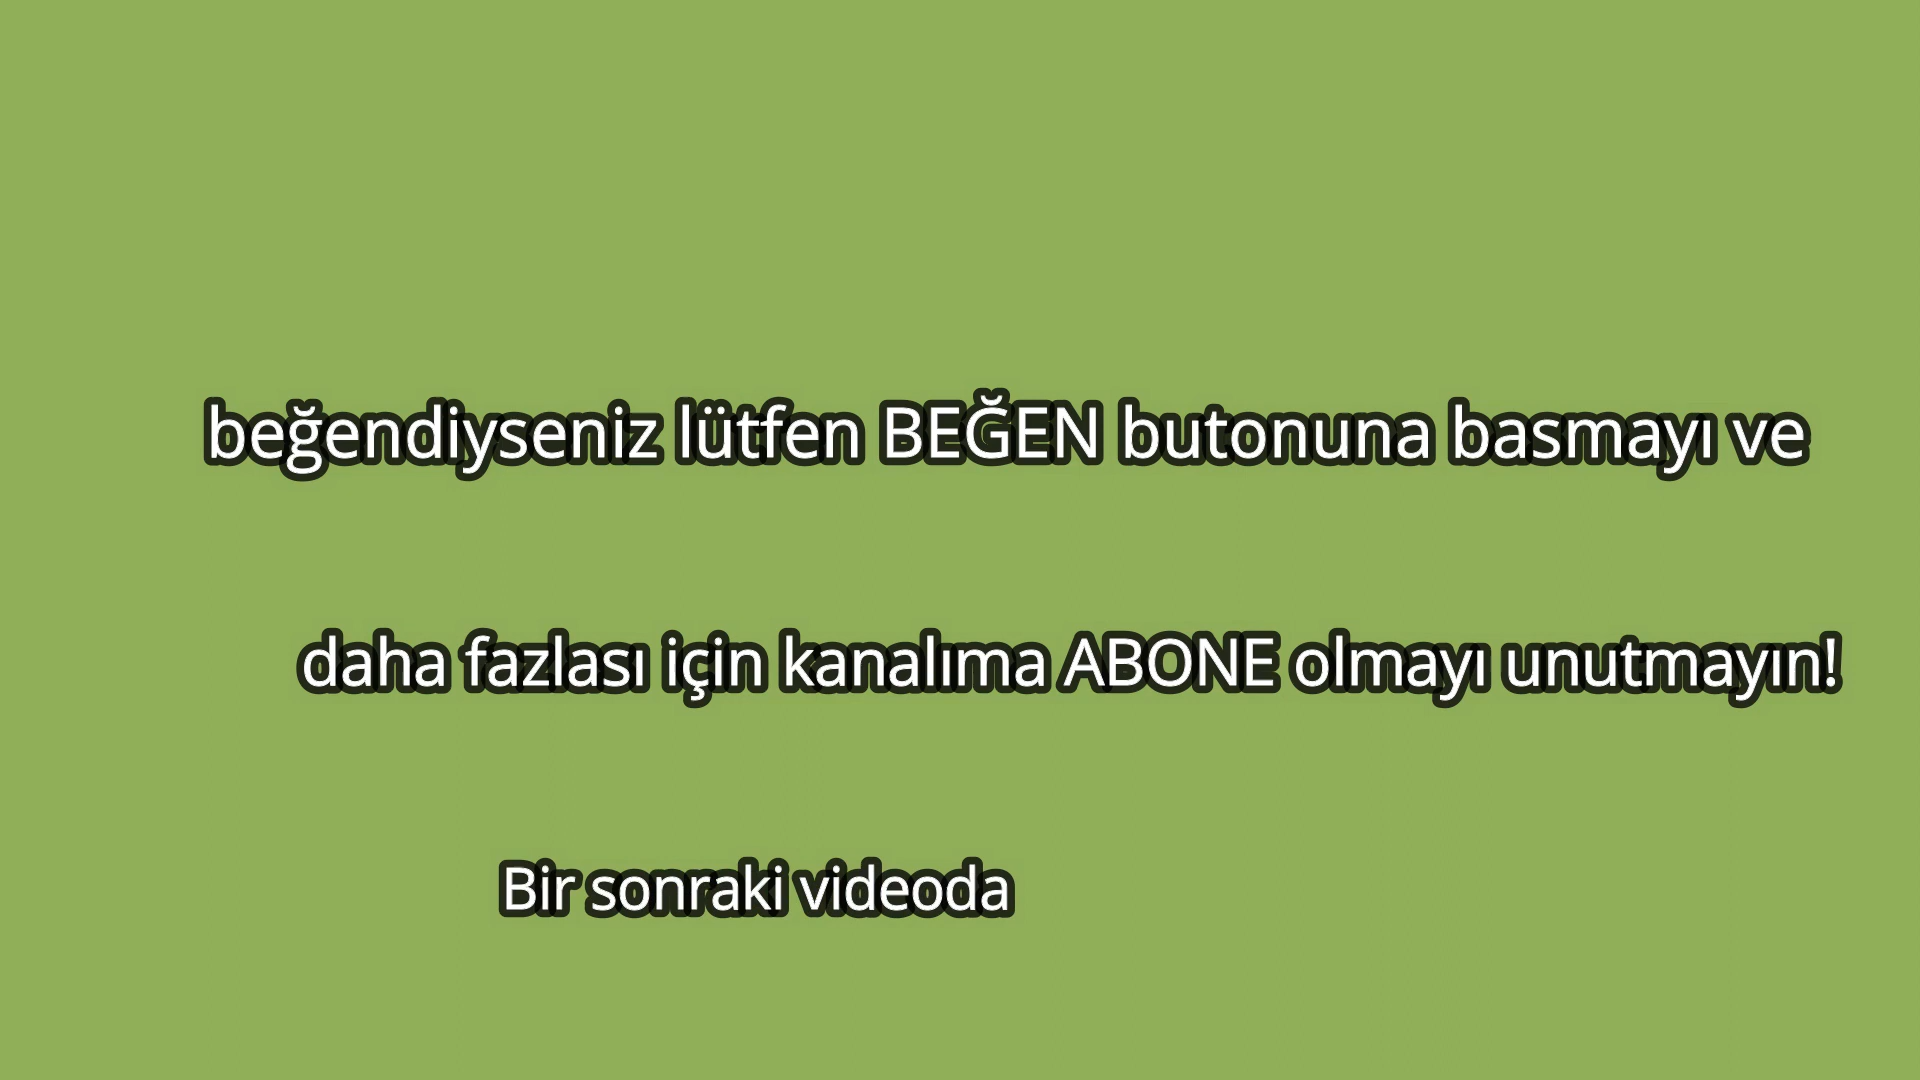 beğendiyseniz lütfen BEĞEN butonuna basmayı ve
daha fazlası için kanalıma ABONE olmayı unutmayın!
Bir sonraki videoda